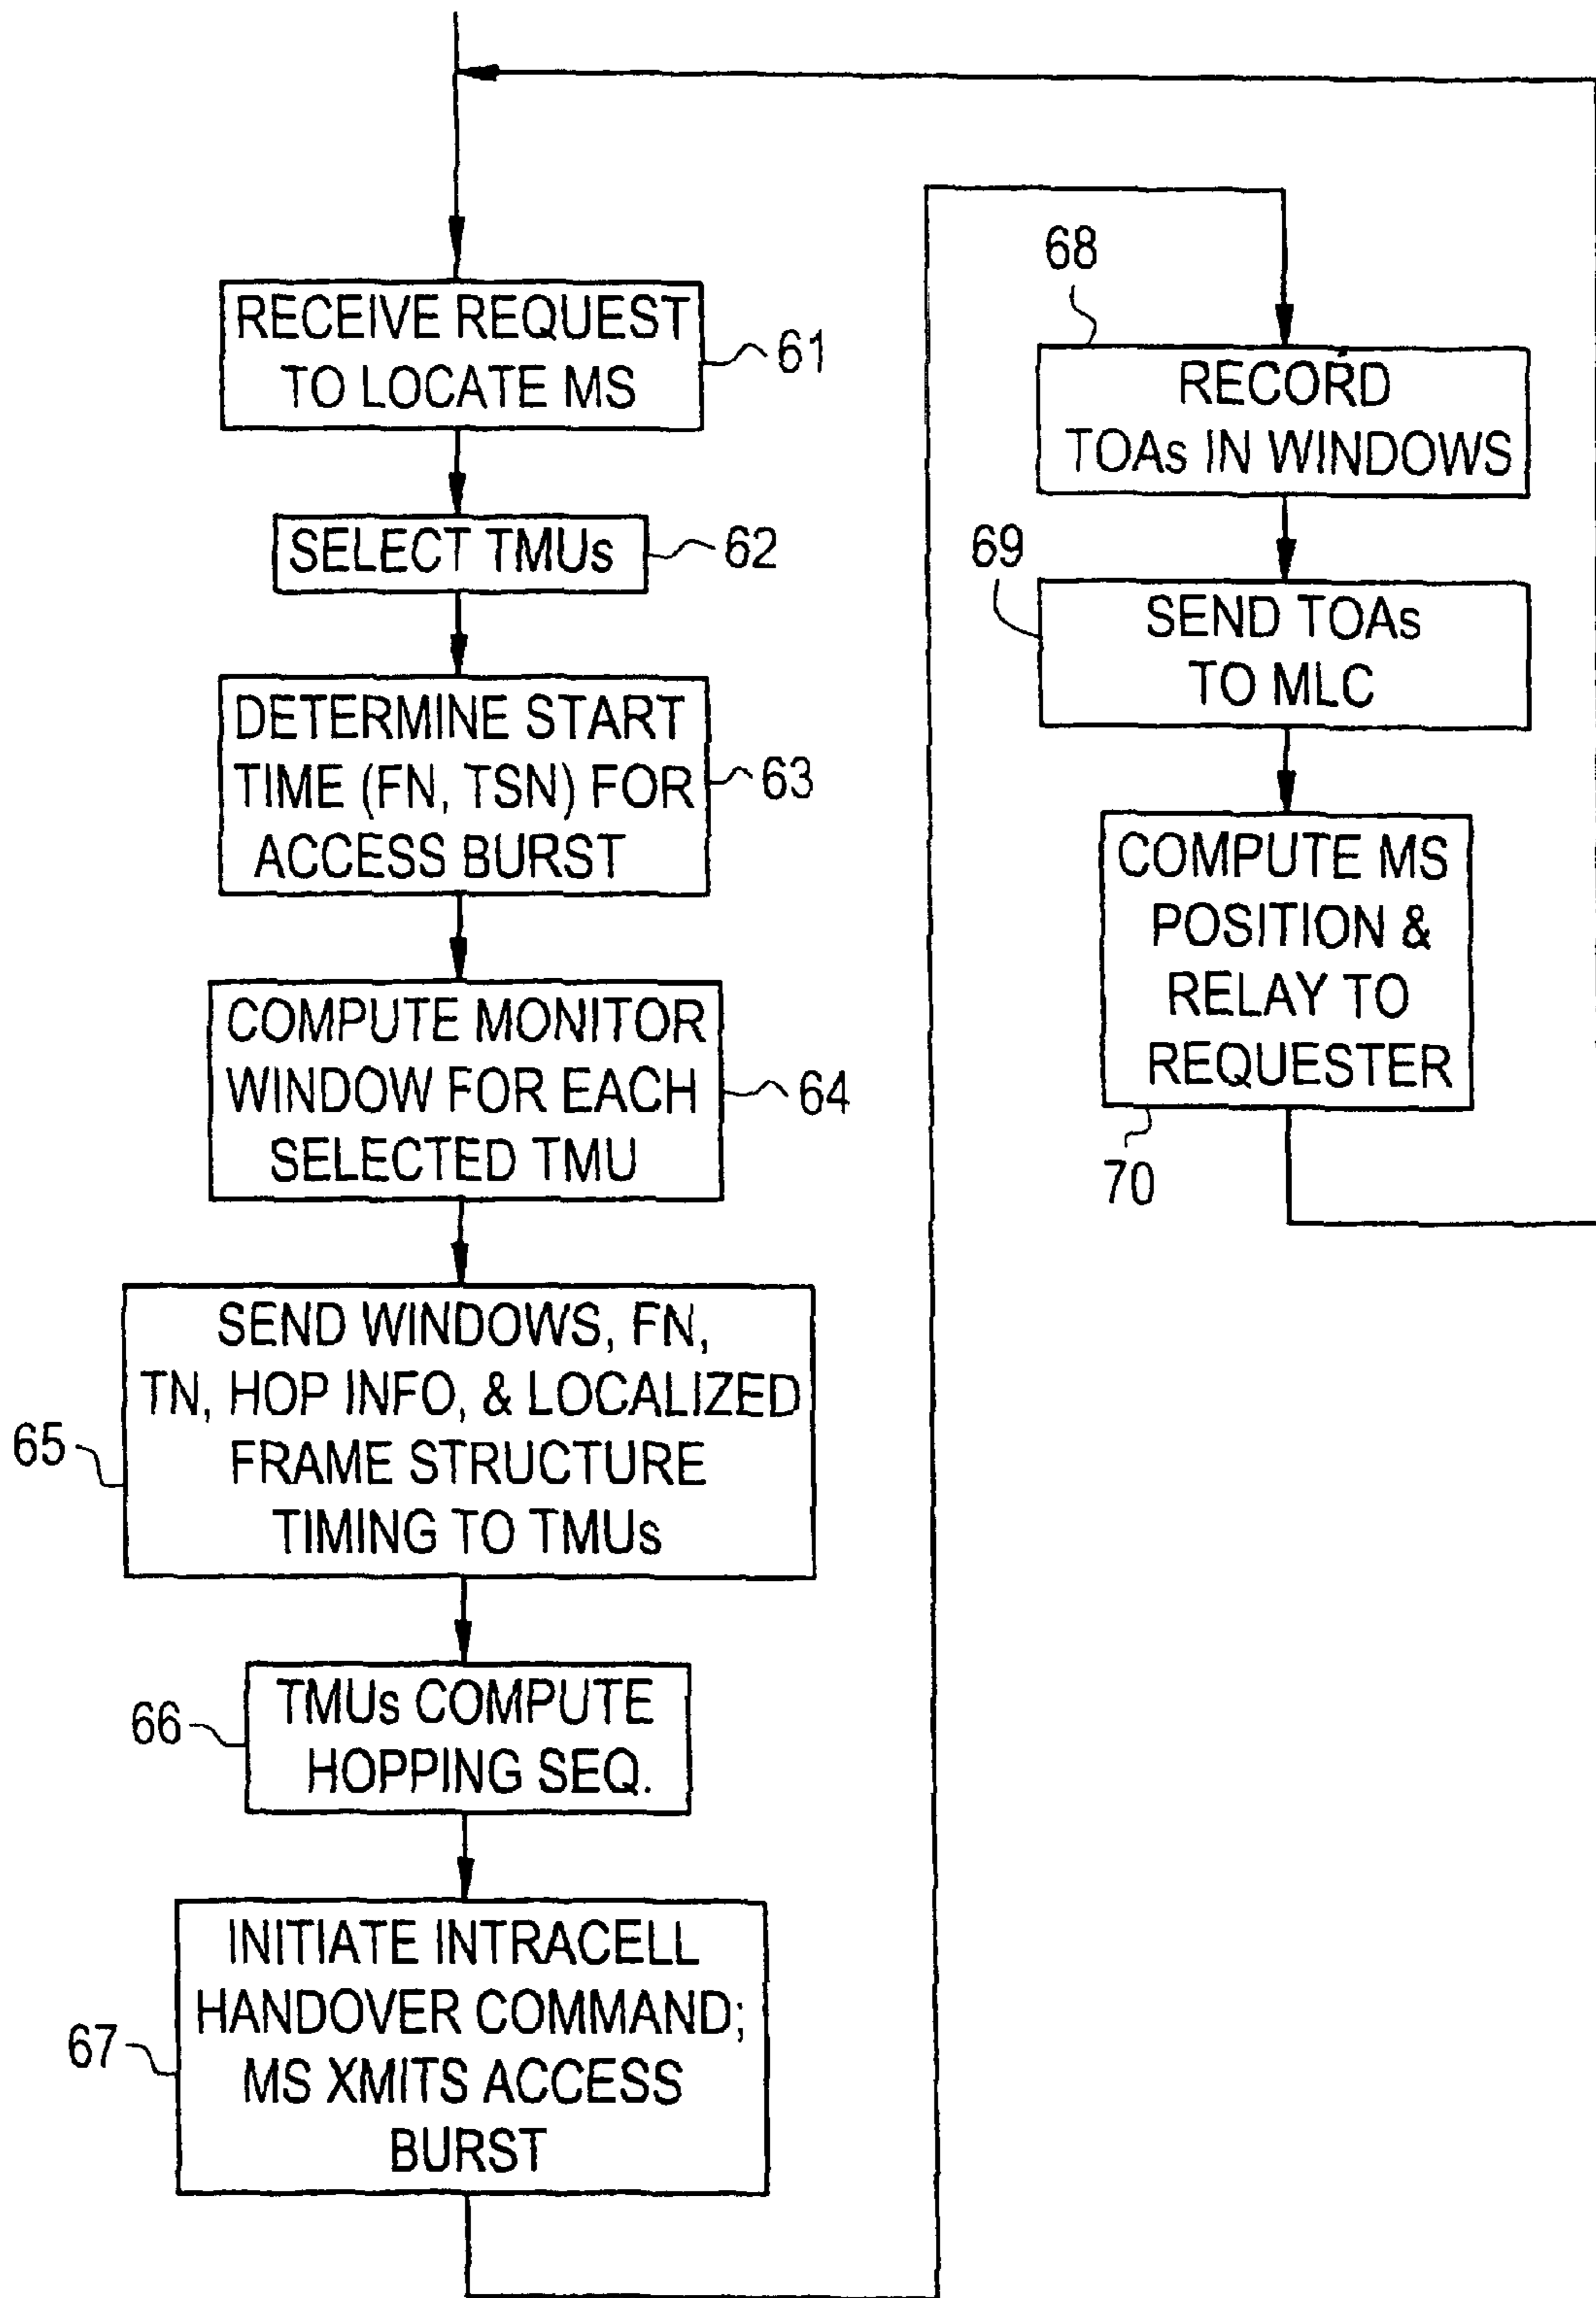 RECEIVE REQUEST
TO LOCATE MS
61
SELECT TMUs
62
DETERMINE START
TIME (FN, TSN) FOR
ACCESS BURST
63
COMPUTE MONITOR
WINDOW FOR EACH
SELECTED TMU
64
SEND WINDOWS, FN,
TN, HOP INFO, & LOCALIZED
FRAME STRUCTURE
TIMING TO TMUs
65
TMUs COMPUTE
HOPPING SEQ.
66
INITIATE INTRACELL
HANDOVER COMMAND;
MS XMITS ACCESS
BURST
67
68
RECORD
TOAs IN WINDOWS
69
SEND TOAs
TO MLC
COMPUTE MS
POSITION &
RELAY TO
REQUESTER
70